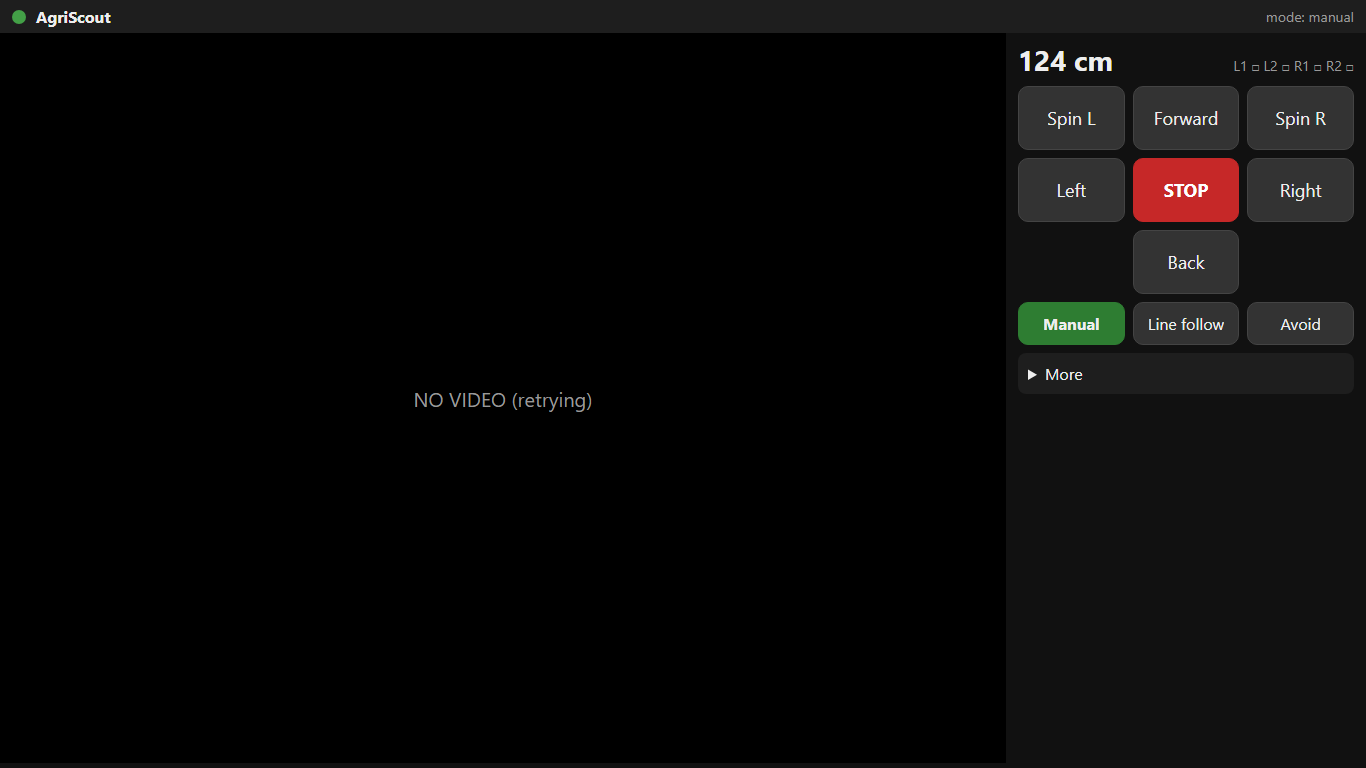 AgriScout
mode: manual
124 cm
L1 □ L2 □ R1 □ R2 □
Spin L
Forward
Spin R
Left
STOP
Right
Back
Manual
Line follow
Avoid
▶ More
NO VIDEO (retrying)